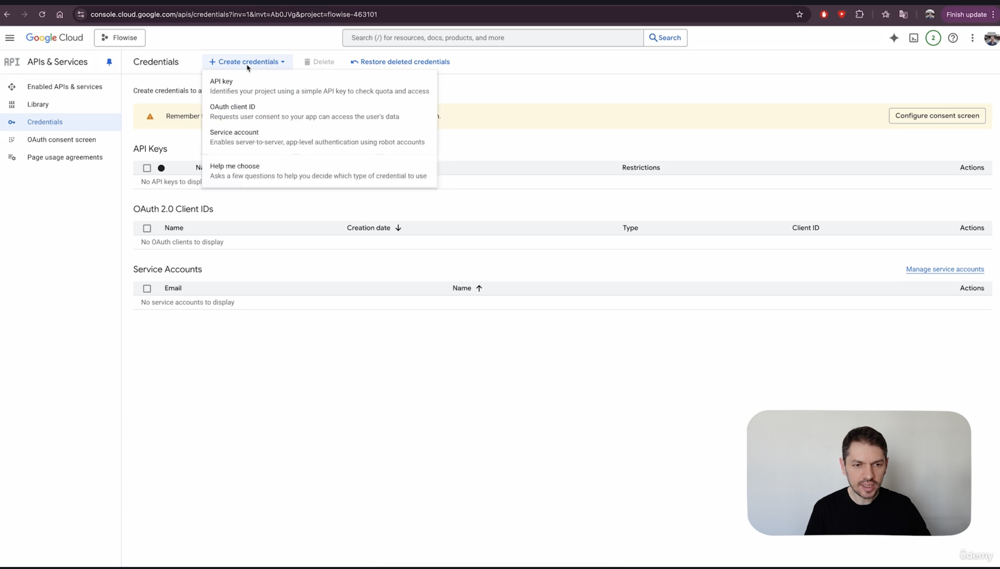 console.cloud.google.com/apis/credentials?inv=1&invt=Ab0JVg&project=flowise-463101
Finish update
Google Cloud
Flowise
Search (/) for resources, docs, products, and more
Search
2
API APIs & Services
Credentials
Create credentials
Delete
Restore deleted credentials
Enabled APIs & services
Library
Credentials
OAuth consent screen
Page usage agreements
Create credentials to a
API key
Identifies your project using a simple API key to check quota and access
OAuth client ID
Requests user consent so your app can access the user's data
Service account
Enables server-to-server, app-level authentication using robot accounts
Help me choose
Asks a few questions to help you decide which type of credential to use
Remember
Configure consent screen
API Keys
Restrictions
Actions
No API keys to displ
OAuth 2.0 Client IDs
Name
Creation date
Type
Client ID
Actions
No OAuth clients to display
Service Accounts
Manage service accounts
Email
Name
Actions
No service accounts to display
ûdemy